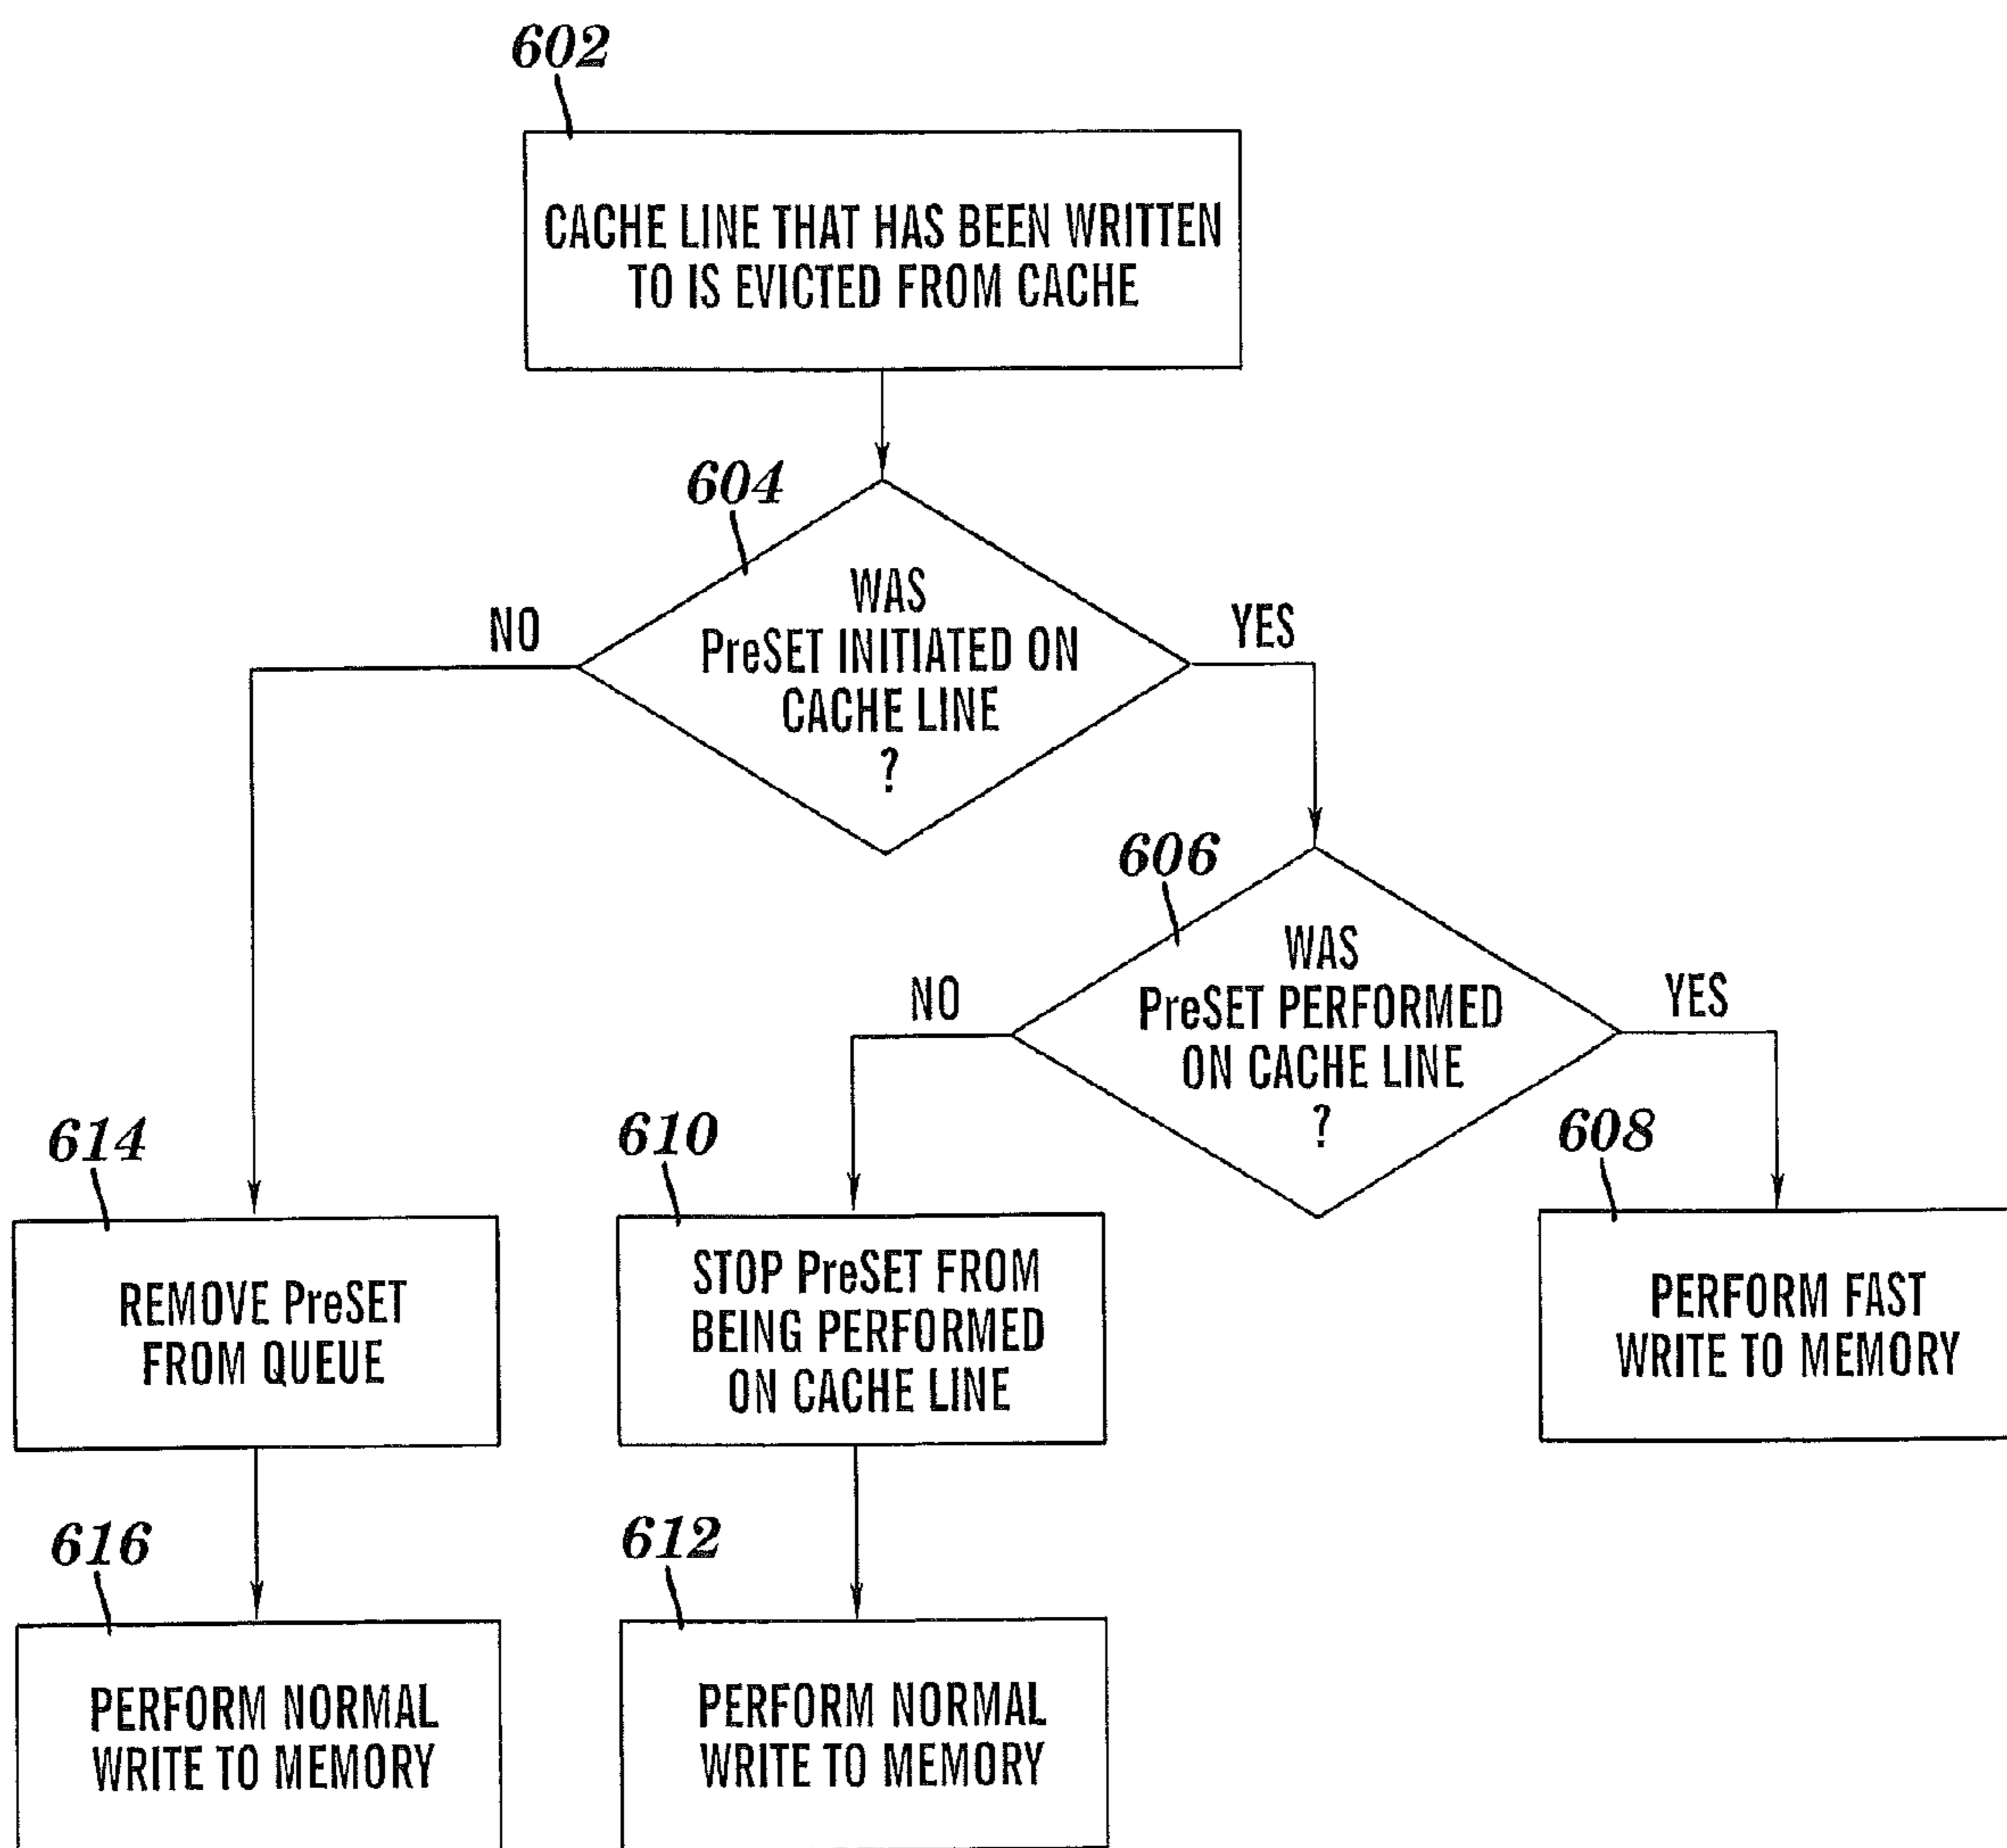 602
CACHE LINE THAT HAS BEEN WRITTEN
TO IS EVICTED FROM CACHE
604
WAS
PreSET INITIATED ON
CACHE LINE
?
NO
YES
606
WAS
PreSET PERFORMED
ON CACHE LINE
?
NO
YES
614
REMOVE PreSET
FROM QUEUE
610
STOP PreSET FROM
BEING PERFORMED
ON CACHE LINE
608
PERFORM FAST
WRITE TO MEMORY
616
PERFORM NORMAL
WRITE TO MEMORY
612
PERFORM NORMAL
WRITE TO MEMORY